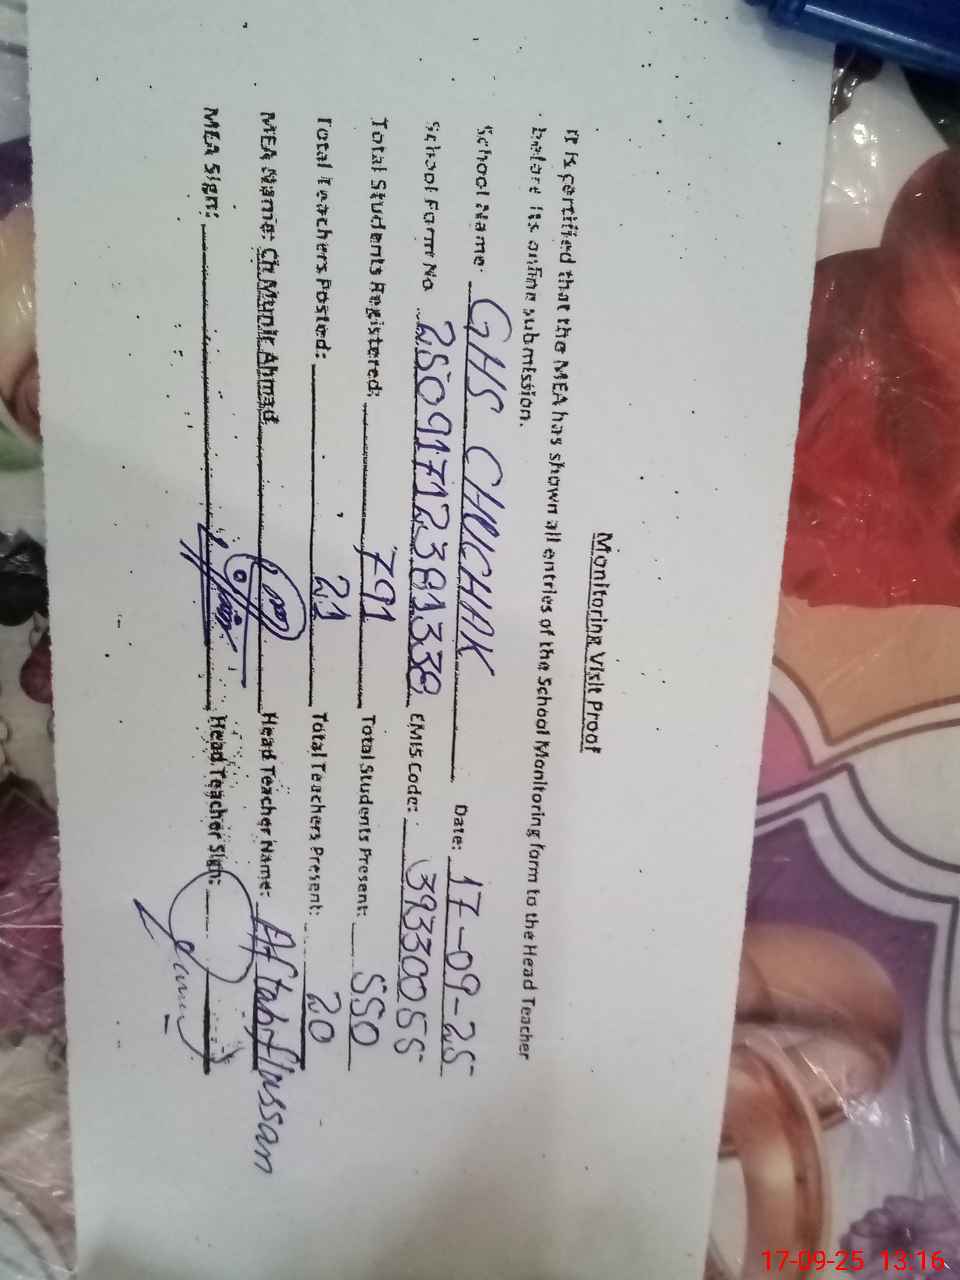 Monitoring Visit Proof
It is certified that the MEA has shown all entries of the School Monitoring form to the Head Teacher
before its online submission.
School Name: GHS CHUCHAK Date: 17-09-25
School Form No. 2509171238133 EMIS Code: 39330055
Total Students Registered: 791 Total Students Present: 550
Total Teachers Posted: 21 Total Teachers Present: 20
MEA Name: Ch Munir Ahmad Head Teacher Name: Aftab Hassan
MEA Sign: Head Teacher Sign:
17-09-25 13:16